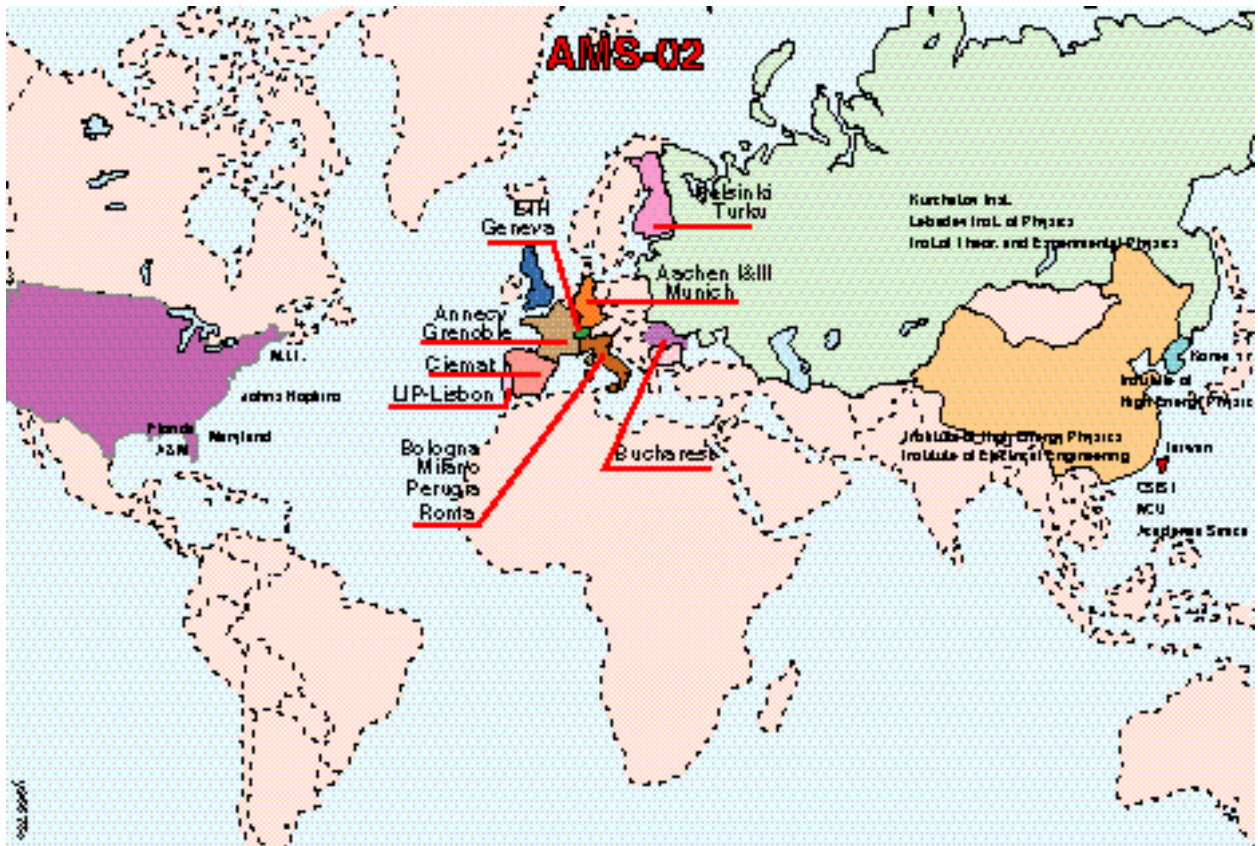 AMS-02
Helsinki
Turku
ETH
Geneva
Kurchatov Inst.
Lebedev Inst. of Physics
Inst.of Theor. and Experimental Physics
Aachen I&III
Munich
Annecy
Grenoble
M.I.T.
Ciemat
Korea
LIP-Lisbon
Johns Hopkins
Institute of
High Energy Physics
Florida
A&M
Maryland
Bologna
Milano
Perugia
Roma
Bucharest
Institute of High Energy Physics
Institute of Electrical Engineering
Taiwan
CSIST
NCU
Academia Sinica